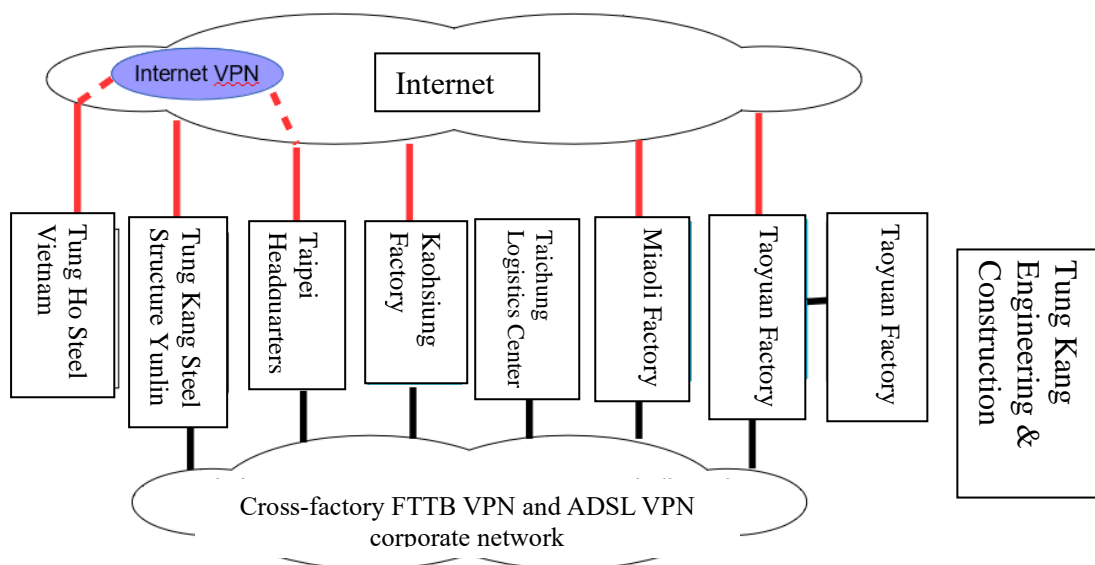 Internet VPN
Internet
Tung Ho Steel
Vietnam
Tung Kang Steel
Structure Yunlin
Taipei
Headquarters
Kaohsiung
Factory
Taichung
Logistics Center
Miaoli Factory
Taoyuan Factory
Taoyuan Factory
Tung Kang
Engineering &
Construction
Cross-factory FTTB VPN and ADSL VPN
corporate network